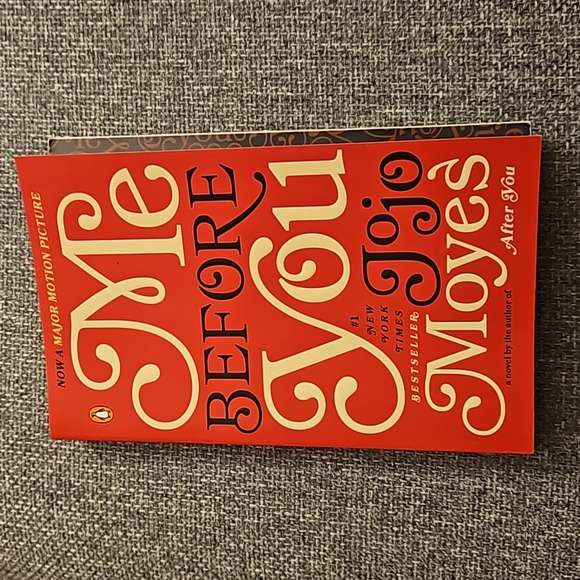 NOW A MAJOR MOTION PICTURE
Me
BEFORE
You
#1
NEW
YORK
TIMES
BESTSELLER
Jojo
Moyes
a novel by the author of After You